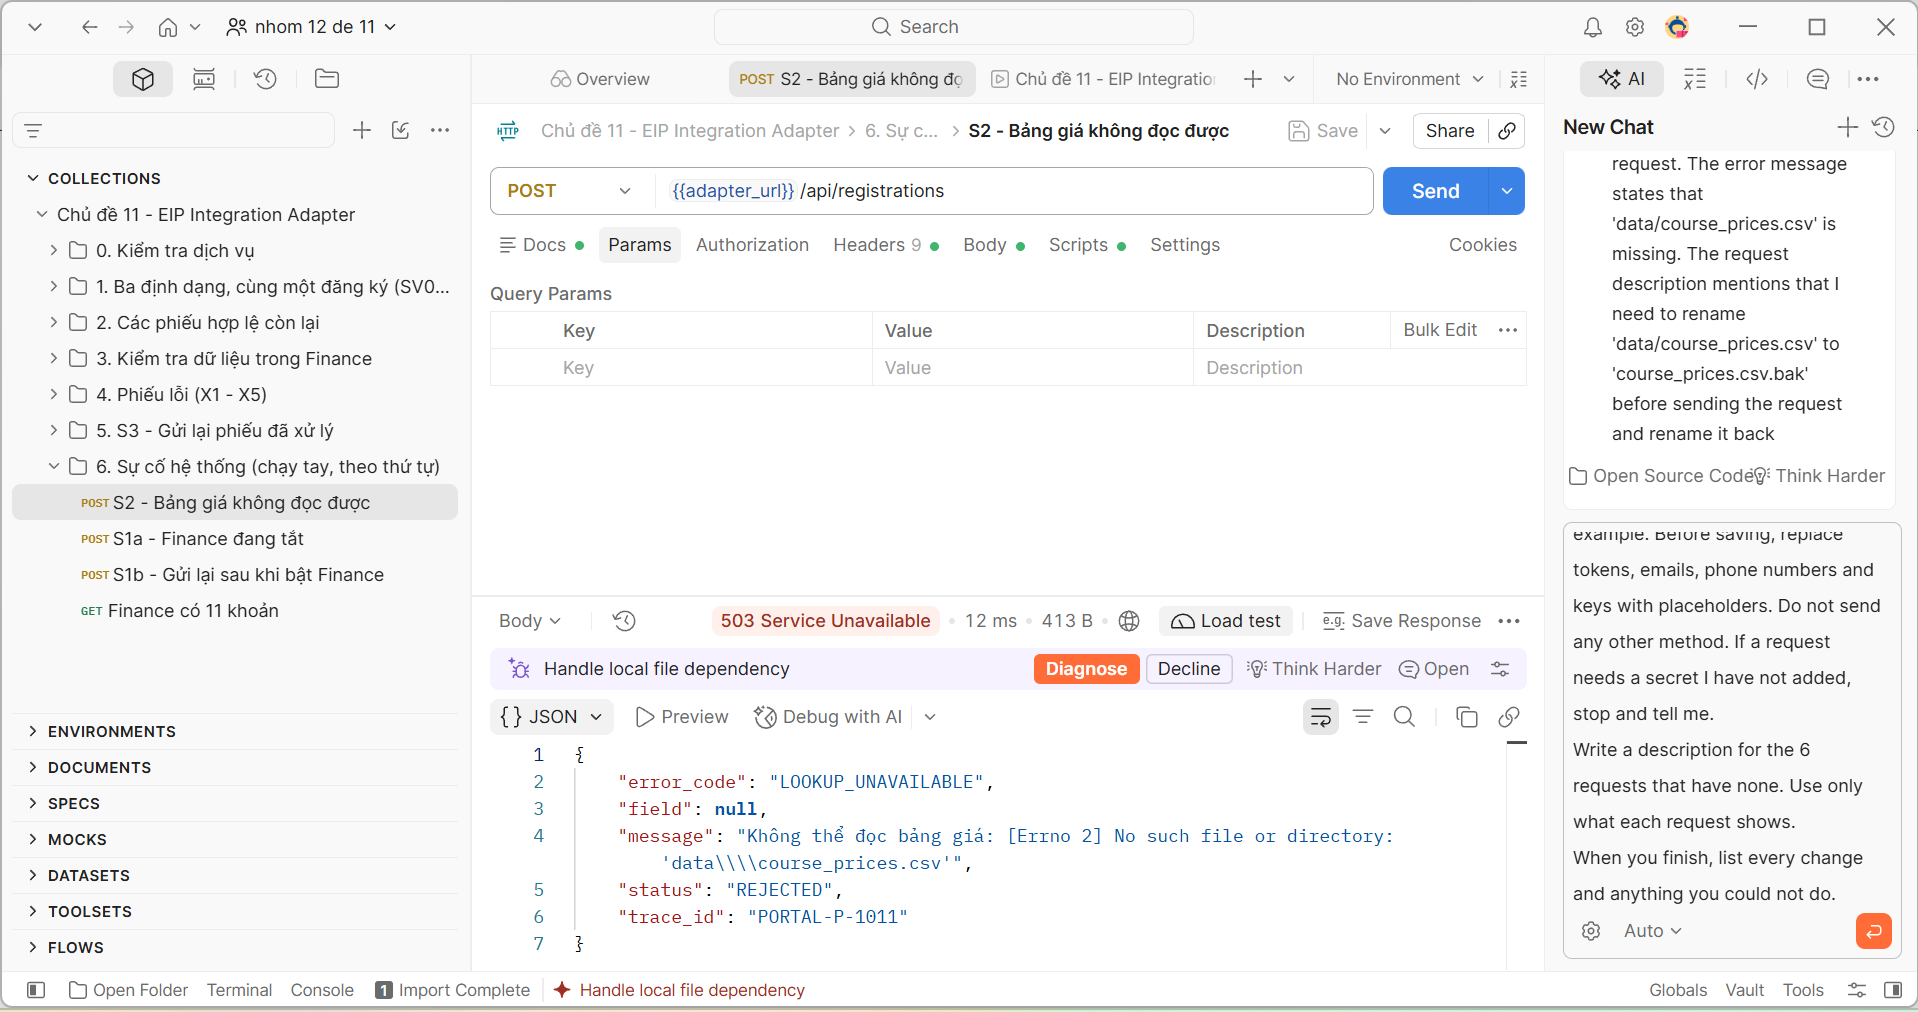 nhom 12 de 11
Search
Overview
POST S2 - Bảng giá không đọ
Chủ đề 11 - EIP Integration
No Environment
AI
HTTP
Chủ đề 11 - EIP Integration Adapter > 6. Sự c... > S2 - Bảng giá không đọc được
Save
Share
New Chat
COLLECTIONS
Chủ đề 11 - EIP Integration Adapter
0. Kiểm tra dịch vụ
1. Ba định dạng, cùng một đăng ký (SV0...
2. Các phiếu hợp lệ còn lại
3. Kiểm tra dữ liệu trong Finance
4. Phiếu lỗi (X1 - X5)
5. S3 - Gửi lại phiếu đã xử lý
6. Sự cố hệ thống (chạy tay, theo thứ tự)
POST S2 - Bảng giá không đọc được
POST S1a - Finance đang tắt
POST S1b - Gửi lại sau khi bật Finance
GET Finance có 11 khoản
ENVIRONMENTS
DOCUMENTS
SPECS
MOCKS
DATASETS
TOOLSETS
FLOWS
POST
{{adapter_url}} /api/registrations
Send
Docs
Params
Authorization
Headers 9
Body
Scripts
Settings
Cookies
Query Params
Key Value Description Bulk Edit
Key Value Description
Body
503 Service Unavailable
12 ms
413 B
Load test
e.g. Save Response
Handle local file dependency
Diagnose
Decline
Think Harder
Open
{} JSON
Preview
Debug with AI
1 {
2 "error_code": "LOOKUP_UNAVAILABLE",
3 "field": null,
4 "message": "Không thể đọc bảng giá: [Errno 2] No such file or directory:
'data\\\\course_prices.csv'",
5 "status": "REJECTED",
6 "trace_id": "PORTAL-P-1011"
7 }
request. The error message
states that
'data/course_prices.csv' is
missing. The request
description mentions that I
need to rename
'data/course_prices.csv' to
'course_prices.csv.bak'
before sending the request
and rename it back
Open Source Code
Think Harder
example. Before saving, replace
tokens, emails, phone numbers and
keys with placeholders. Do not send
any other method. If a request
needs a secret I have not added,
stop and tell me.
Write a description for the 6
requests that have none. Use only
what each request shows.
When you finish, list every change
and anything you could not do.
Auto
Open Folder
Terminal
Console
1 Import Complete
Handle local file dependency
Globals
Vault
Tools